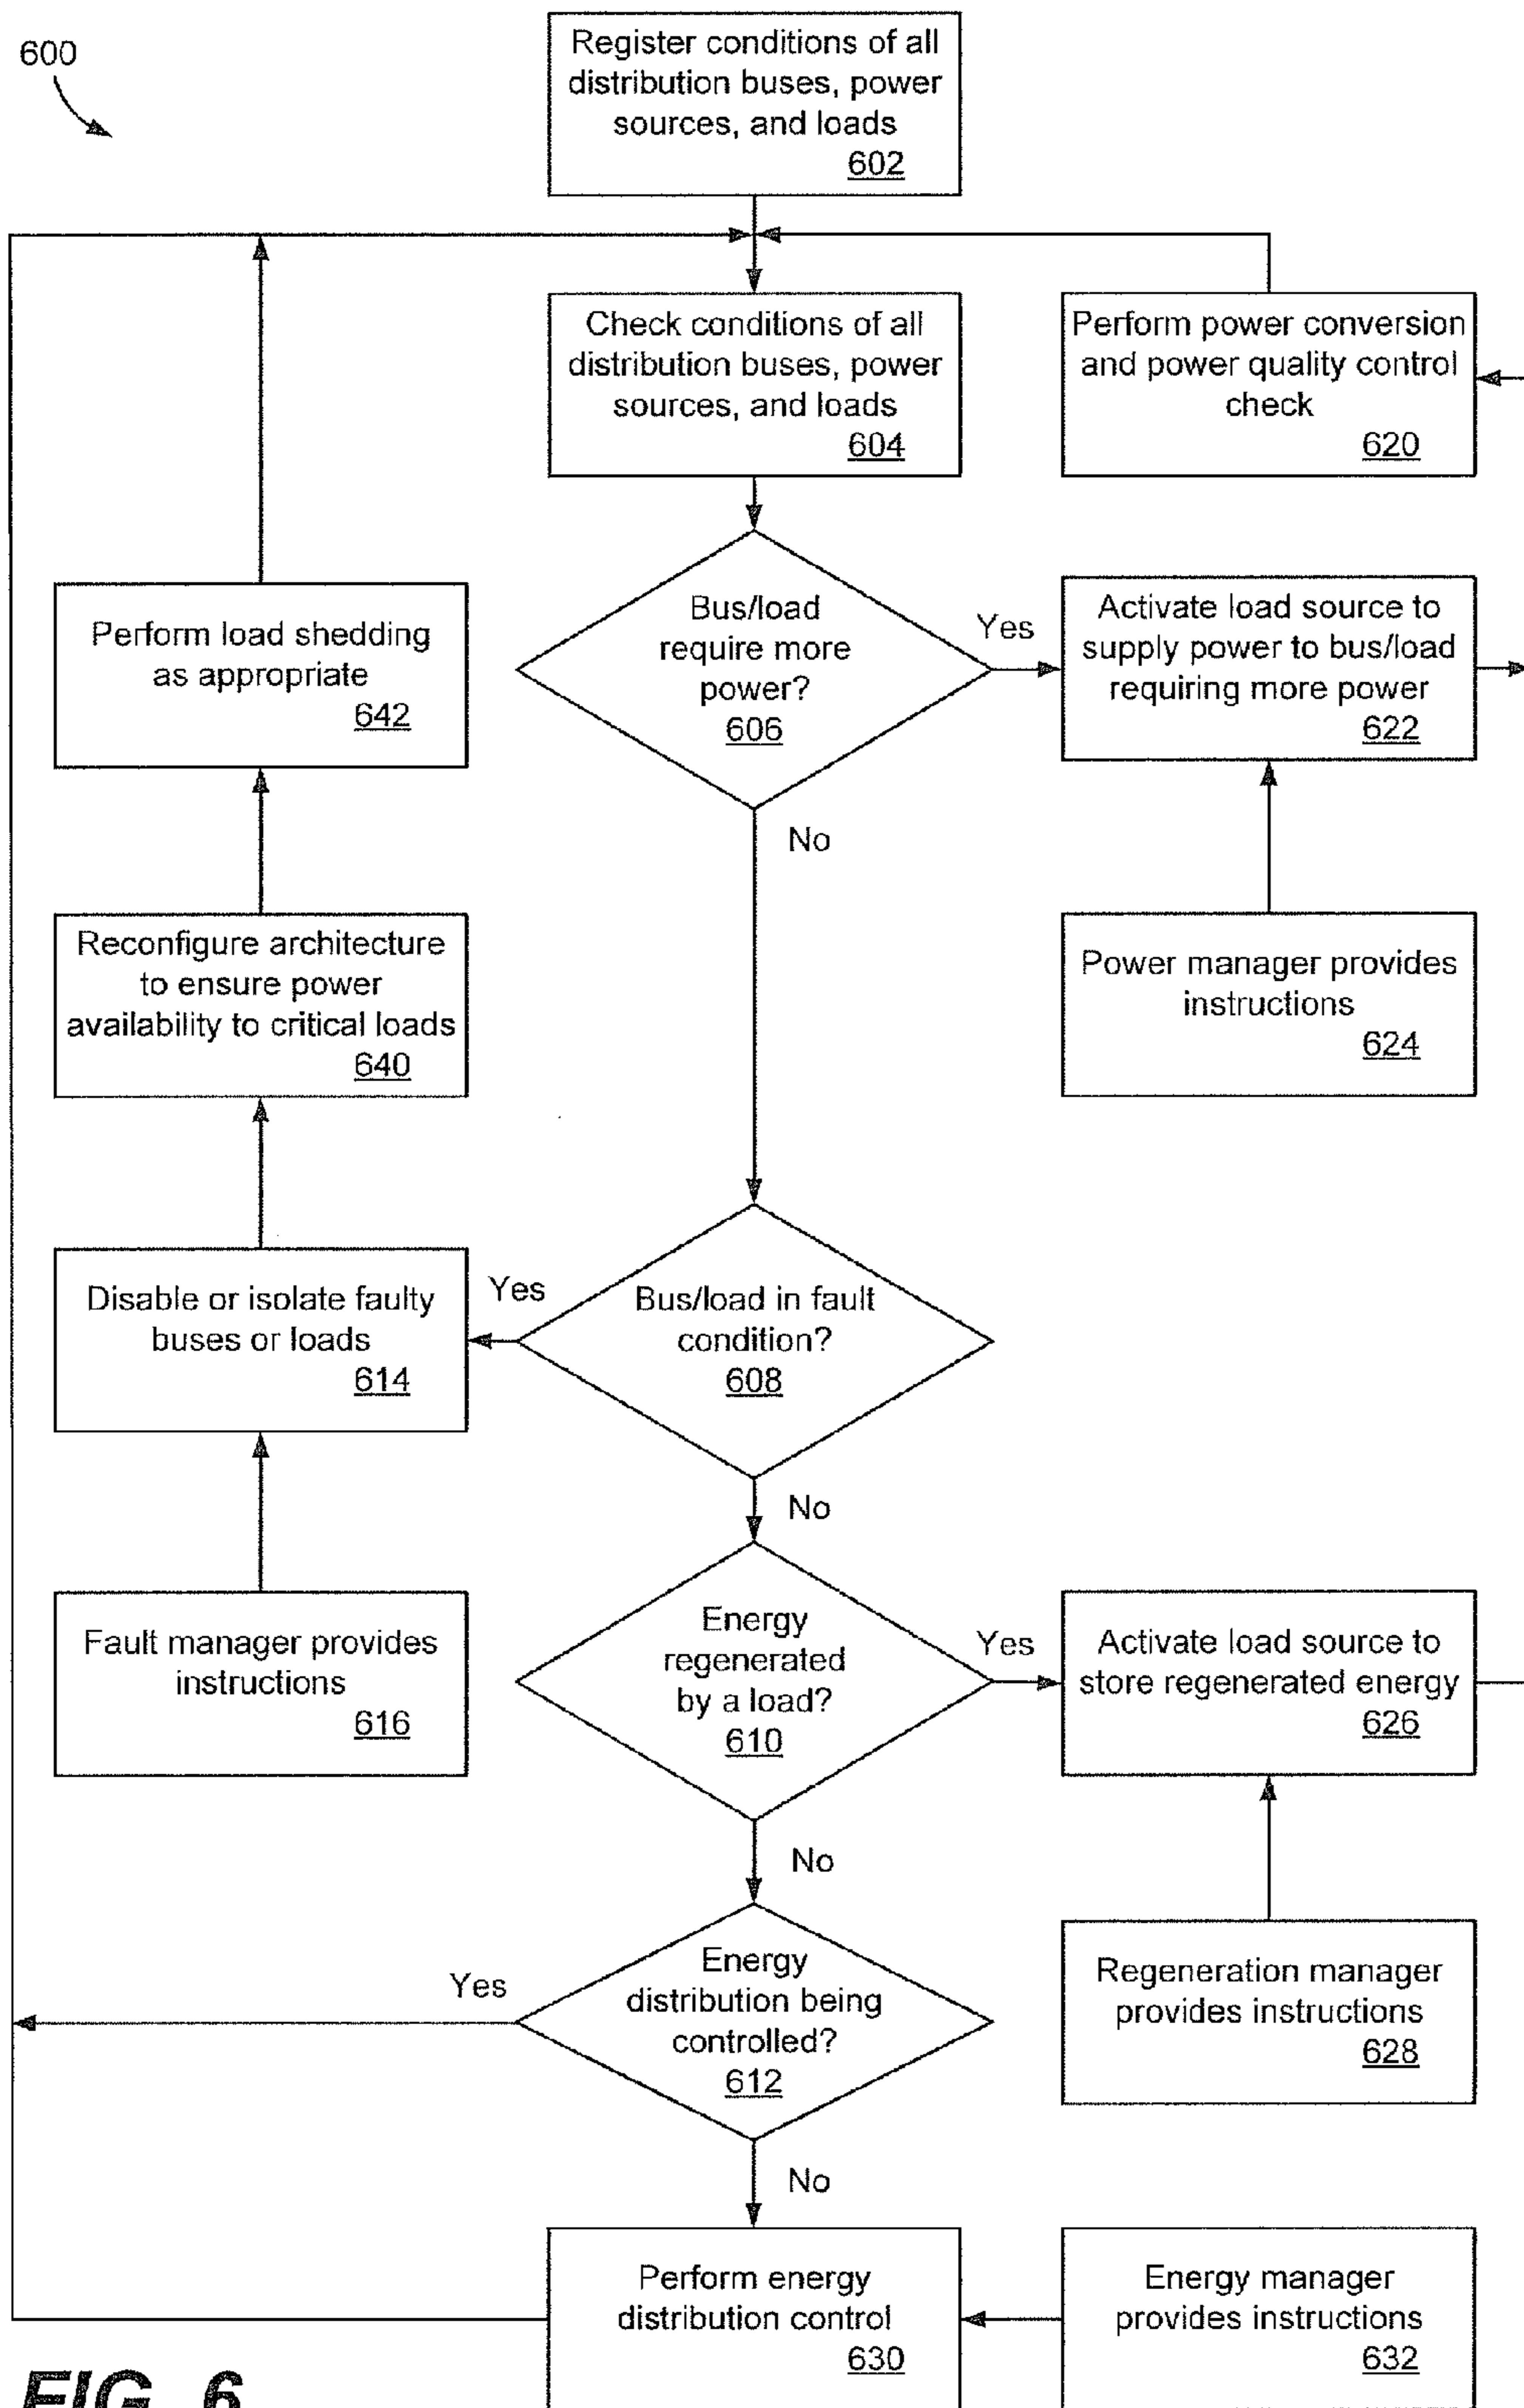 600
Register conditions of all
distribution buses, power
sources, and loads
602
Check conditions of all
distribution buses, power
sources, and loads
604
Perform power conversion
and power quality control
check
620
Perform load shedding
as appropriate
642
Bus/load
require more
power?
606
Yes
Activate load source to
supply power to bus/load
requiring more power
622
No
Reconfigure architecture
to ensure power
availability to critical loads
640
Power manager provides
instructions
624
Disable or isolate faulty
buses or loads
614
Yes
Bus/load in fault
condition?
608
No
Fault manager provides
instructions
616
Energy
regenerated
by a load?
610
Yes
Activate load source to
store regenerated energy
626
No
Yes
Energy
distribution being
controlled?
612
Regeneration manager
provides instructions
628
No
Perform energy
distribution control
630
Energy manager
provides instructions
632
FIG. 6